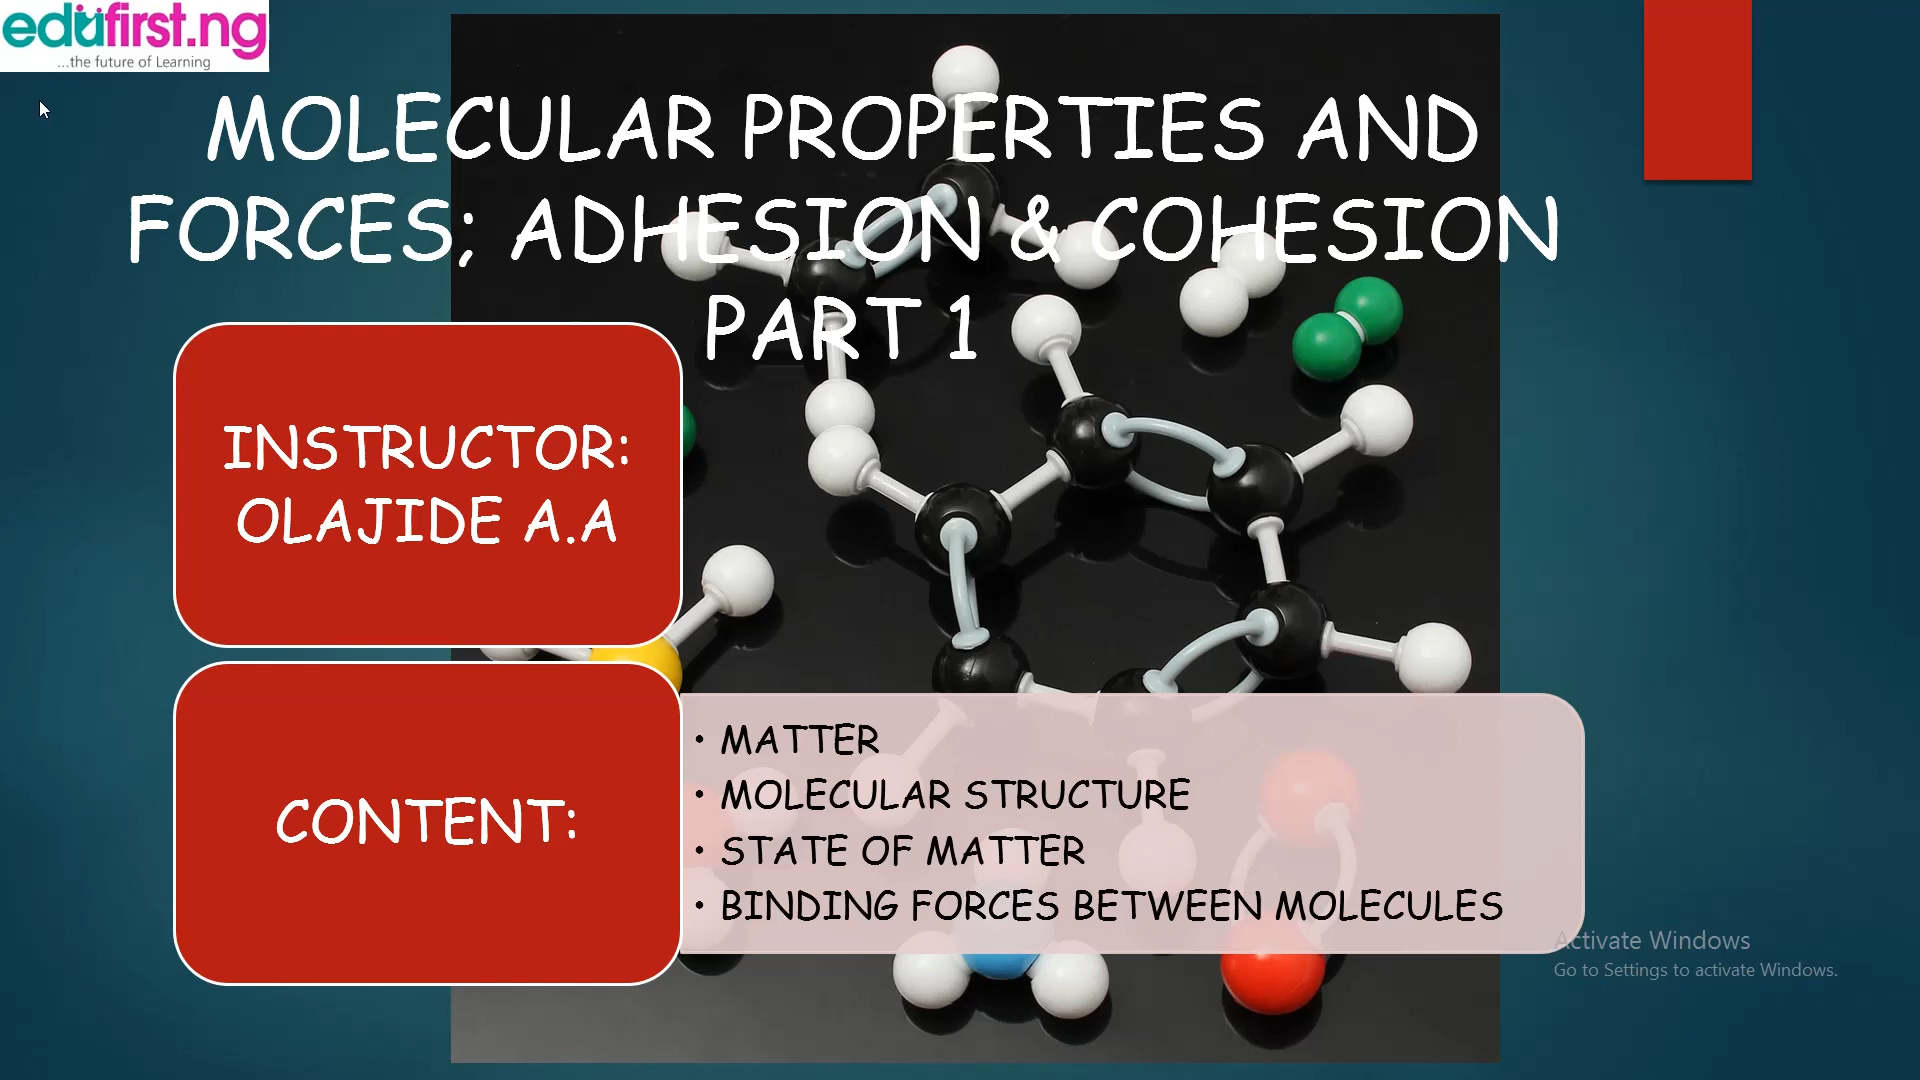 edufirst.ng
...the future of Learning
MOLECULAR PROPERTIES AND
FORCES; ADHESION & COHESION
PART 1
INSTRUCTOR:
OLAJIDE A.A
CONTENT:
• MATTER
• MOLECULAR STRUCTURE
• STATE OF MATTER
• BINDING FORCES BETWEEN MOLECULES
Activate Windows
Go to Settings to activate Windows.